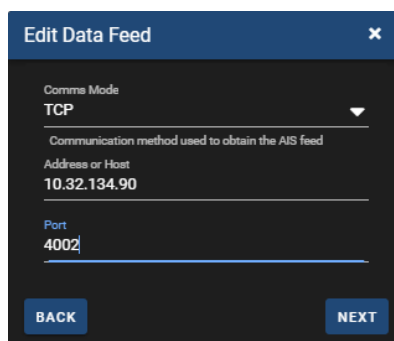 Edit Data Feed ×
Comms Mode
TCP
Communication method used to obtain the AIS feed
Address or Host
10.32.134.90
Port
4002
BACK NEXT